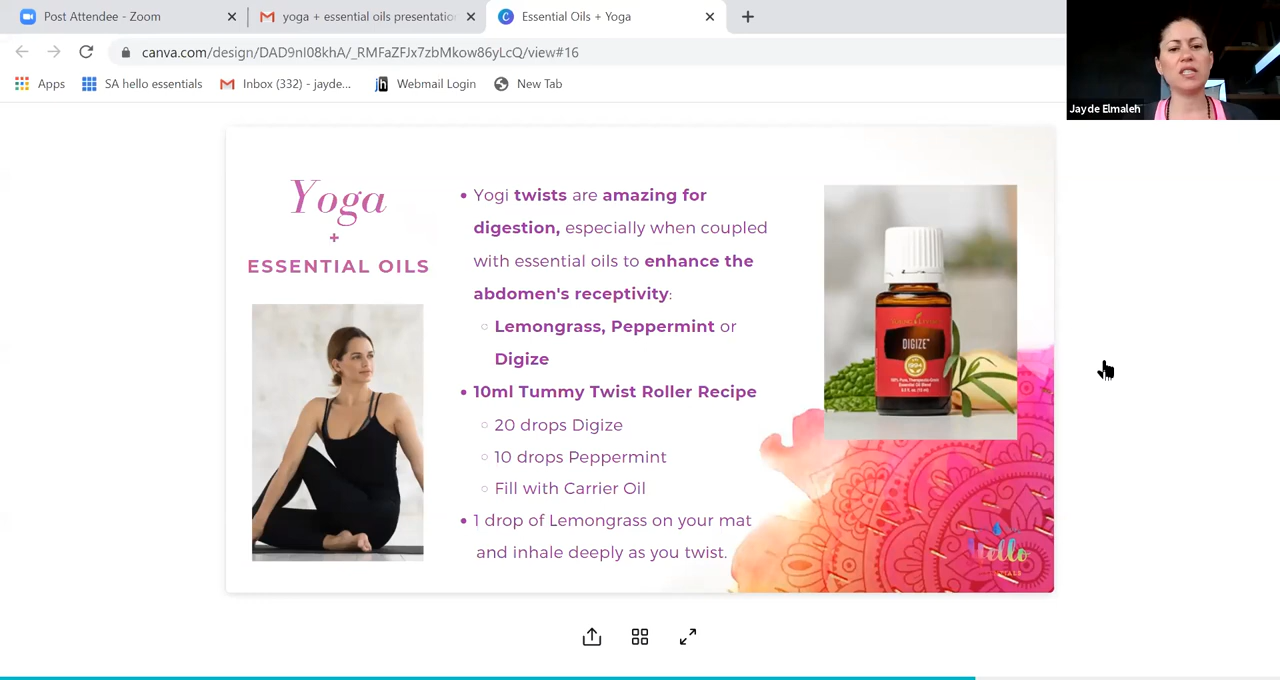 Post Attendee - Zoom
yoga + essential oils presentatio
Essential Oils + Yoga
canva.com/design/DAD9nI08khA/_RMFaZFJx7zbMkow86yLcQ/view#16
Apps
SA hello essentials
Inbox (332) - jayde...
jh
Webmail Login
New Tab
Jayde Elmaleh
Yoga
+
ESSENTIAL OILS
• Yogi twists are amazing for
digestion, especially when coupled
with essential oils to enhance the
abdomen's receptivity:
○ Lemongrass, Peppermint or
Digize
• 10ml Tummy Twist Roller Recipe
○ 20 drops Digize
○ 10 drops Peppermint
○ Fill with Carrier Oil
• 1 drop of Lemongrass on your mat
and inhale deeply as you twist.
DIGIZE™
1994
hello